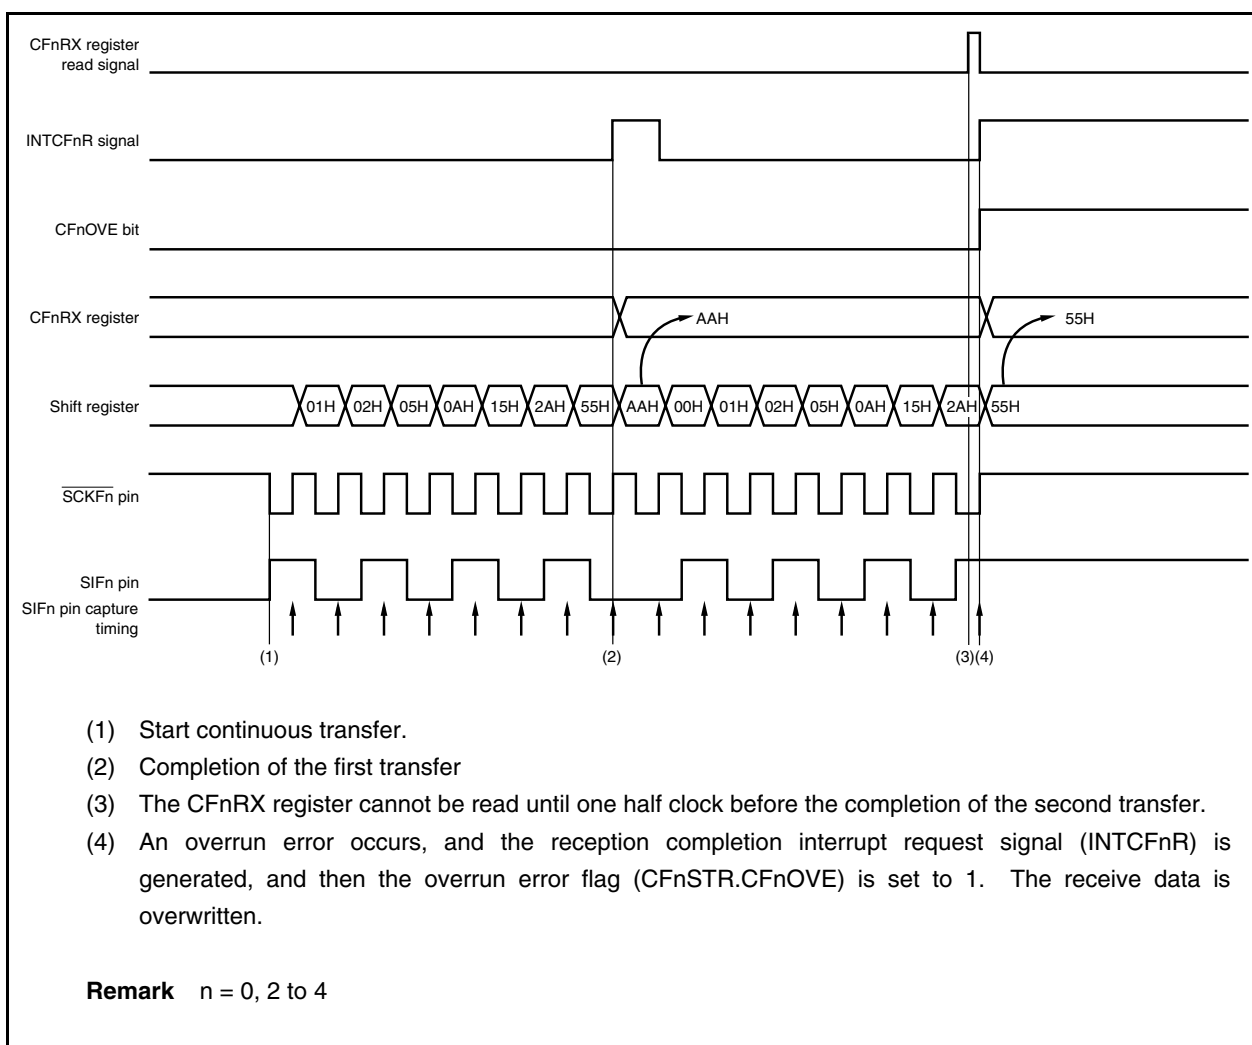 CFnRX register
read signal
INTCFnR signal
CFnOVE bit
CFnRX register
AAH
55H
Shift register
01H 02H 05H 0AH 15H 2AH 55H AAH 00H 01H 02H 05H 0AH 15H 2AH 55H
SCKFn pin
SIFn pin
SIFn pin capture
timing
(1) (2) (3)(4)
(1) Start continuous transfer.
(2) Completion of the first transfer
(3) The CFnRX register cannot be read until one half clock before the completion of the second transfer.
(4) An overrun error occurs, and the reception completion interrupt request signal (INTCFnR) is
generated, and then the overrun error flag (CFnSTR.CFnOVE) is set to 1. The receive data is
overwritten.
Remark n = 0, 2 to 4